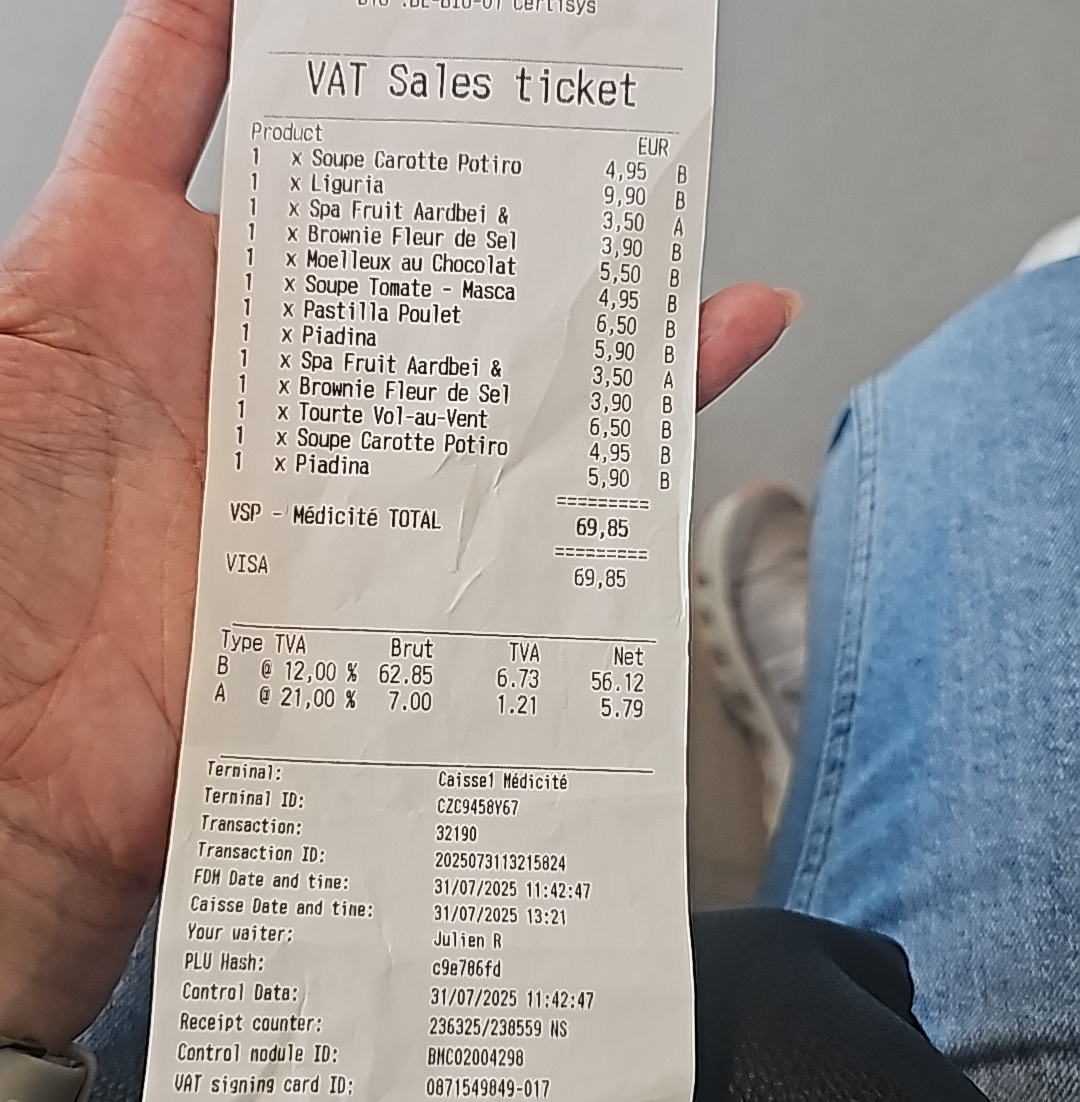 BIO :BE-BIO-01 Certisys
VAT Sales ticket
Product EUR
1 x Soupe Carotte Potiro 4,95 B
1 x Liguria 9,90 B
1 x Spa Fruit Aardbei & 3,50 A
1 x Brownie Fleur de Sel 3,90 B
1 x Moelleux au Chocolat 5,50 B
1 x Soupe Tomate - Masca 4,95 B
1 x Pastilla Poulet 6,50 B
1 x Piadina 5,90 B
1 x Spa Fruit Aardbei & 3,50 A
1 x Brownie Fleur de Sel 3,90 B
1 x Tourte Vol-au-Vent 6,50 B
1 x Soupe Carotte Potiro 4,95 B
1 x Piadina 5,90 B
=========
VSP - Médicité TOTAL 69,85
=========
VISA 69,85
Type TVA Brut TVA Net
B @ 12,00 % 62.85 6.73 56.12
A @ 21,00 % 7.00 1.21 5.79
Terminal: Caisse1 Médicité
Terminal ID: CZC9458Y67
Transaction: 32190
Transaction ID: 2025073113215824
FDM Date and time: 31/07/2025 11:42:47
Caisse Date and time: 31/07/2025 13:21
Your waiter: Julien R
PLU Hash: c9e786fd
Control Data: 31/07/2025 11:42:47
Receipt counter: 236325/238559 NS
Control module ID: BMC02004298
VAT signing card ID: 0871549849-017